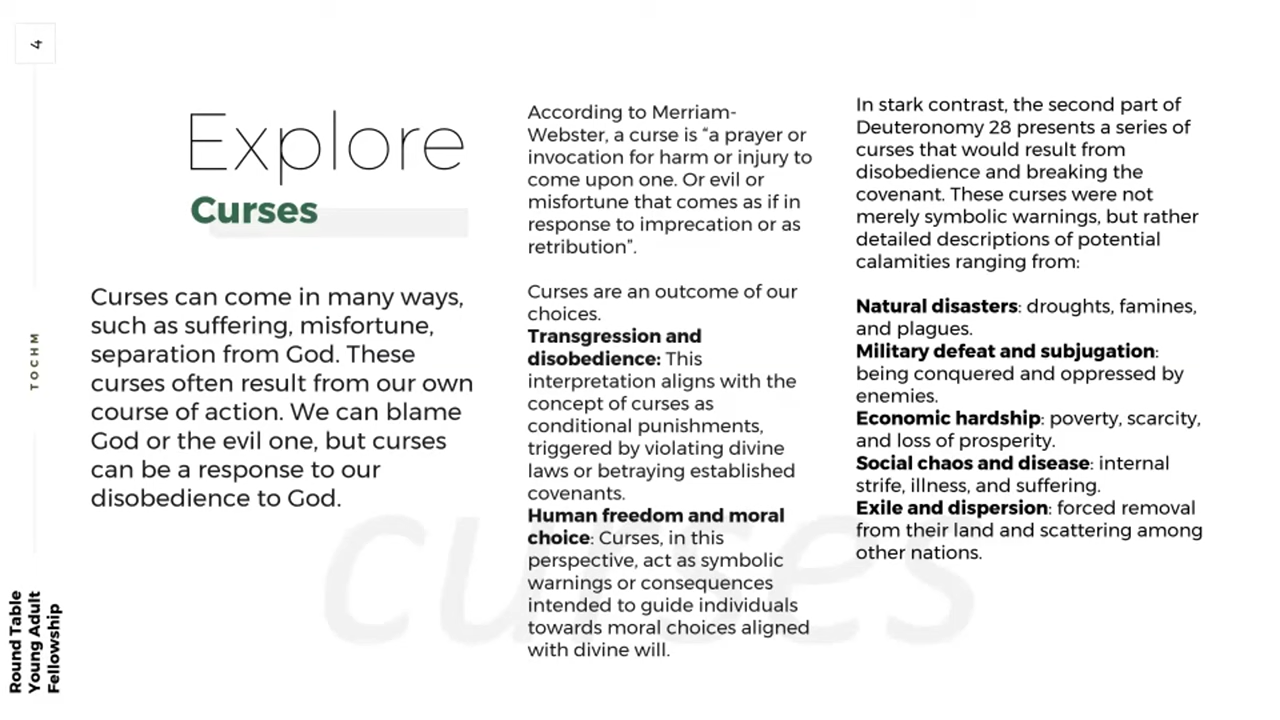 4
TOCHM
Round Table
Young Adult
Fellowship
Explore
Curses
Curses can come in many ways,
such as suffering, misfortune,
separation from God. These
curses often result from our own
course of action. We can blame
God or the evil one, but curses
can be a response to our
disobedience to God.
According to Merriam-
Webster, a curse is “a prayer or
invocation for harm or injury to
come upon one. Or evil or
misfortune that comes as if in
response to imprecation or as
retribution”.
Curses are an outcome of our
choices.
Transgression and
disobedience: This
interpretation aligns with the
concept of curses as
conditional punishments,
triggered by violating divine
laws or betraying established
covenants.
Human freedom and moral
choice: Curses, in this
perspective, act as symbolic
warnings or consequences
intended to guide individuals
towards moral choices aligned
with divine will.
In stark contrast, the second part of
Deuteronomy 28 presents a series of
curses that would result from
disobedience and breaking the
covenant. These curses were not
merely symbolic warnings, but rather
detailed descriptions of potential
calamities ranging from:
Natural disasters: droughts, famines,
and plagues.
Military defeat and subjugation:
being conquered and oppressed by
enemies.
Economic hardship: poverty, scarcity,
and loss of prosperity.
Social chaos and disease: internal
strife, illness, and suffering.
Exile and dispersion: forced removal
from their land and scattering among
other nations.
curses